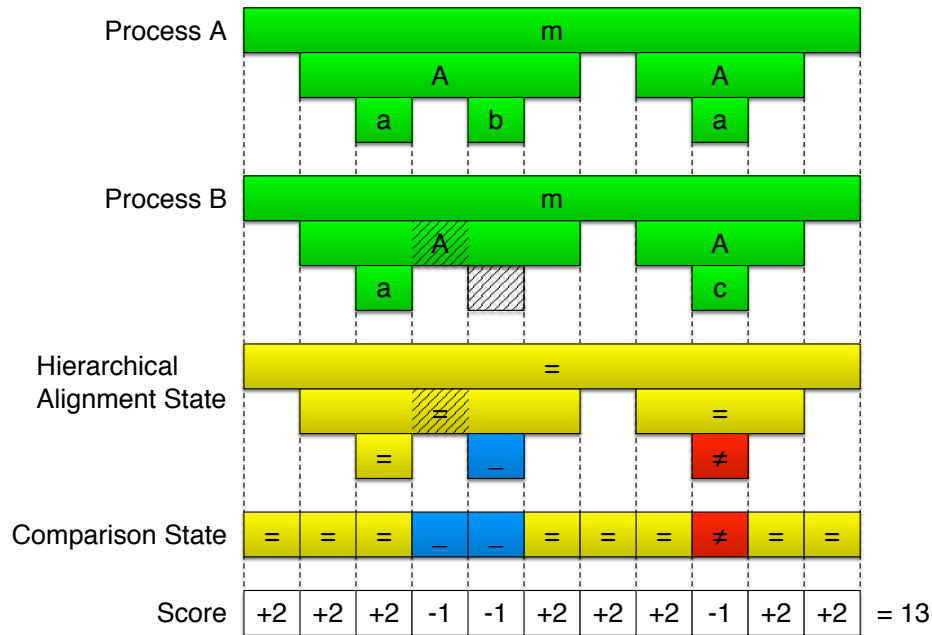 Process A m
A A
a b a
Process B m
A A
a c
Hierarchical
Alignment State
=
= =
= _ ≠
Comparison State = = = _ _ = = = ≠ = =
Score +2 +2 +2 -1 -1 +2 +2 +2 -1 +2 +2 = 13